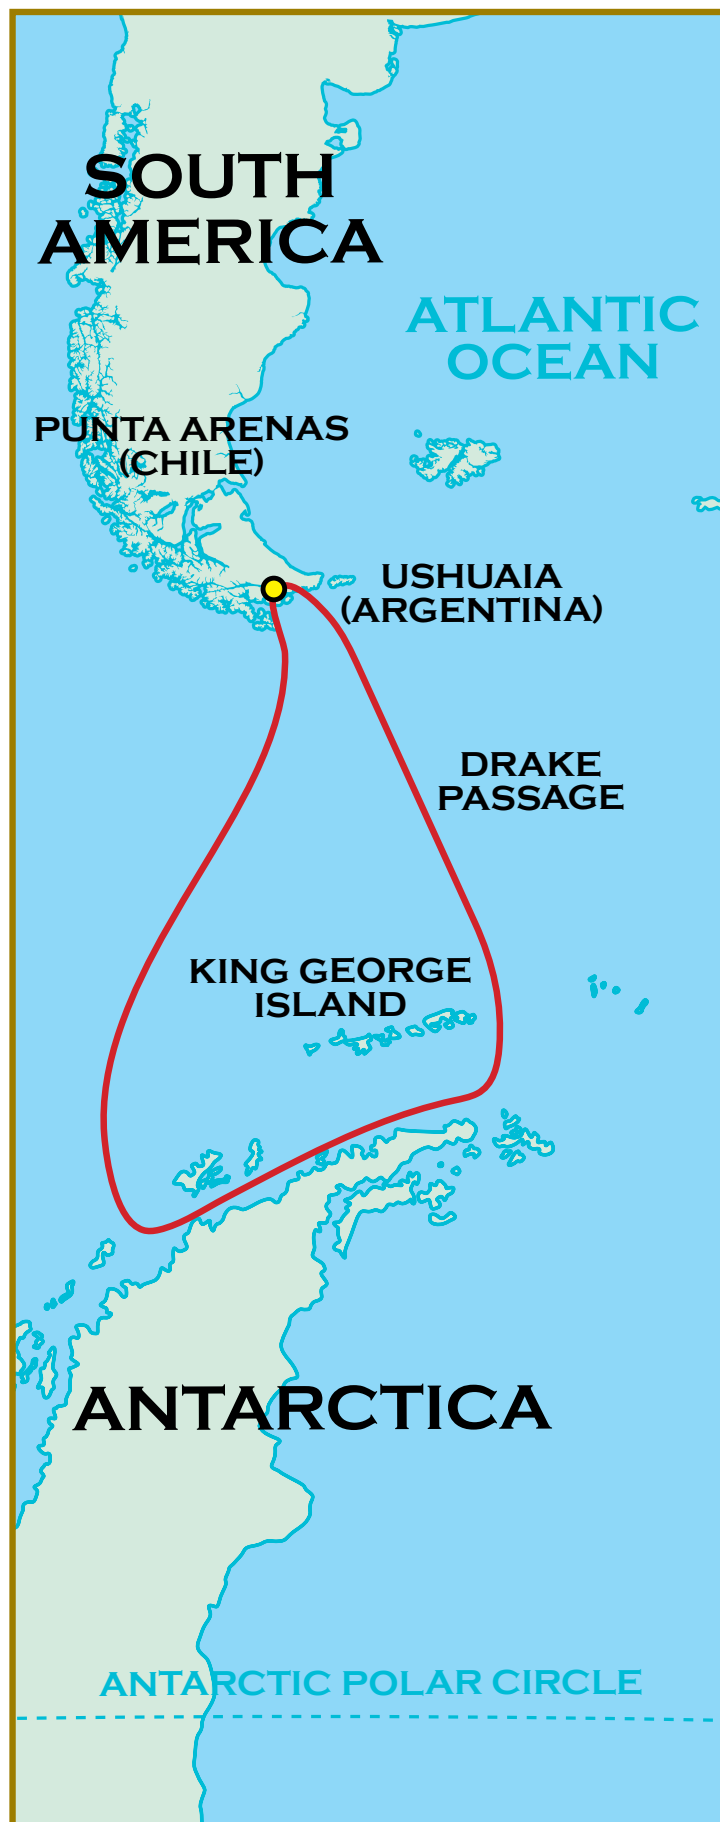 SOUTH
AMERICA
ATLANTIC
OCEAN
PUNTA ARENAS
(CHILE)
USHUAIA
(ARGENTINA)
DRAKE
PASSAGE
KING GEORGE
ISLAND
ANTARCTICA
ANTARCTIC POLAR CIRCLE